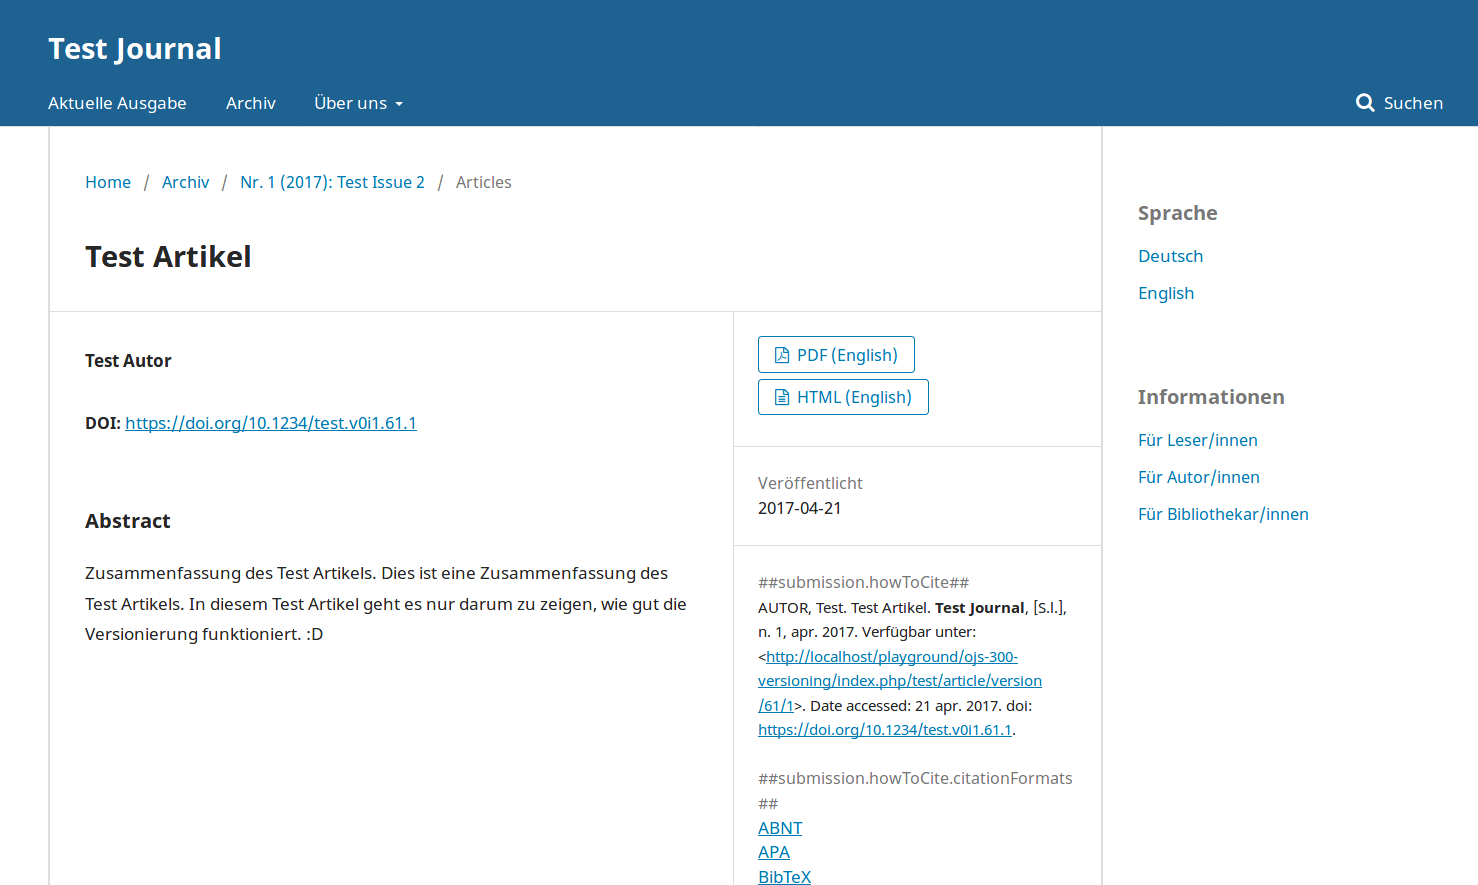 Test Journal
Aktuelle Ausgabe Archiv Über uns Suchen
Home / Archiv / Nr. 1 (2017): Test Issue 2 / Articles
Test Artikel
Test Autor
DOI: https://doi.org/10.1234/test.v0i1.61.1
Abstract
Zusammenfassung des Test Artikels. Dies ist eine Zusammenfassung des
Test Artikels. In diesem Test Artikel geht es nur darum zu zeigen, wie gut die
Versionierung funktioniert. :D
PDF (English)
HTML (English)
Veröffentlicht
2017-04-21
##submission.howToCite##
AUTOR, Test. Test Artikel. Test Journal, [S.l.],
n. 1, apr. 2017. Verfügbar unter:
<http://localhost/playground/ojs-300-
versioning/index.php/test/article/version
/61/1>. Date accessed: 21 apr. 2017. doi:
https://doi.org/10.1234/test.v0i1.61.1.
##submission.howToCite.citationFormats
##
ABNT
APA
BibTeX
Sprache
Deutsch
English
Informationen
Für Leser/innen
Für Autor/innen
Für Bibliothekar/innen